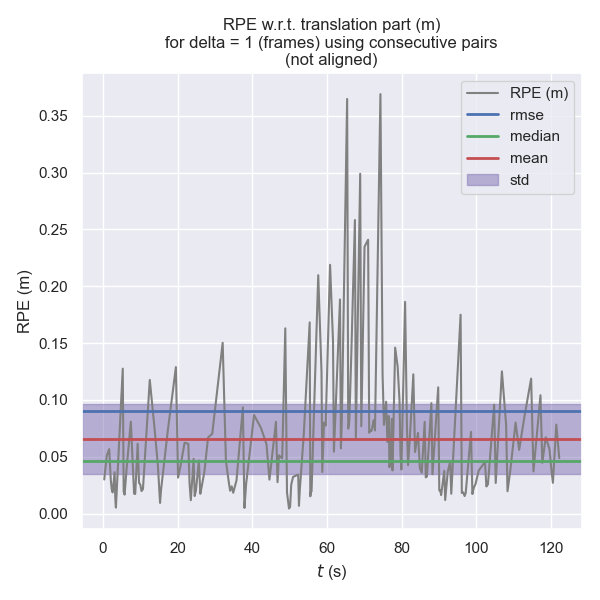 RPE w.r.t. translation part (m)
for delta = 1 (frames) using consecutive pairs
(not aligned)
RPE (m)
rmse
median
mean
std
0.35
0.30
0.25
0.20
0.15
0.10
0.05
0.00
RPE (m)
0 20 40 60 80 100 120
t (s)